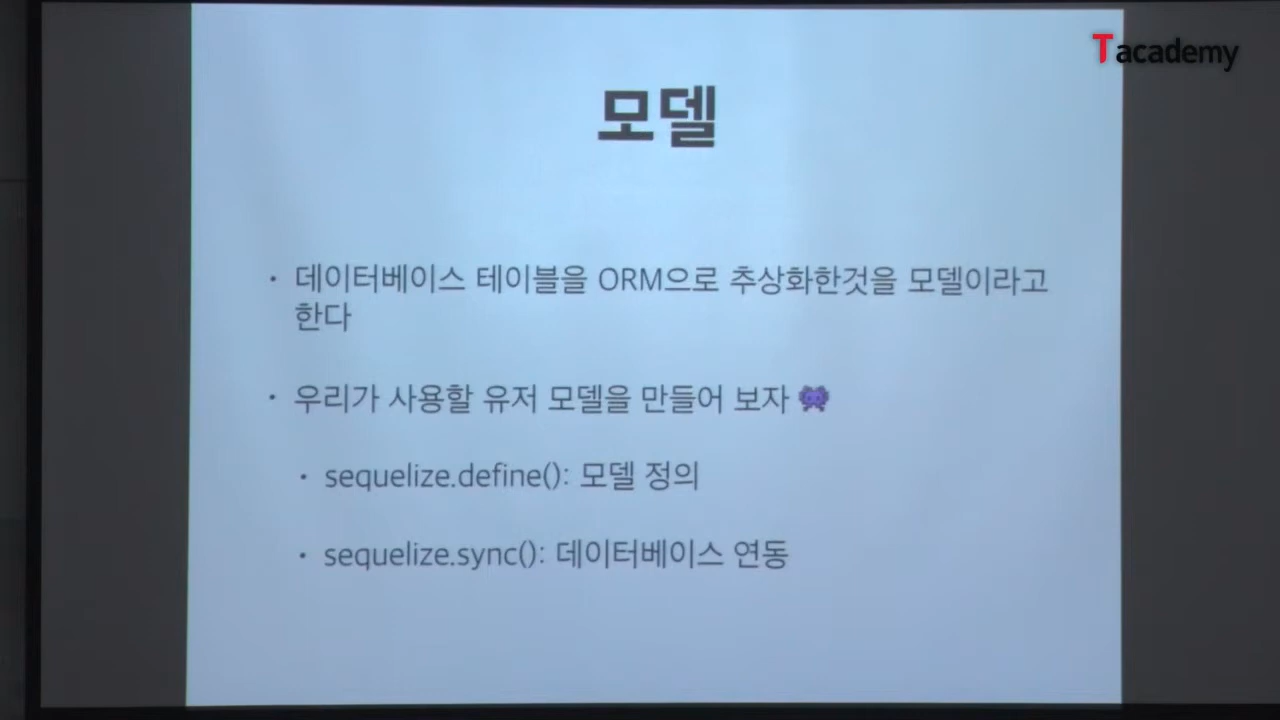 Tacademy
모델
• 데이터베이스 테이블을 ORM으로 추상화한것을 모델이라고
한다
• 우리가 사용할 유저 모델을 만들어 보자 👾
• sequelize.define(): 모델 정의
• sequelize.sync(): 데이터베이스 연동